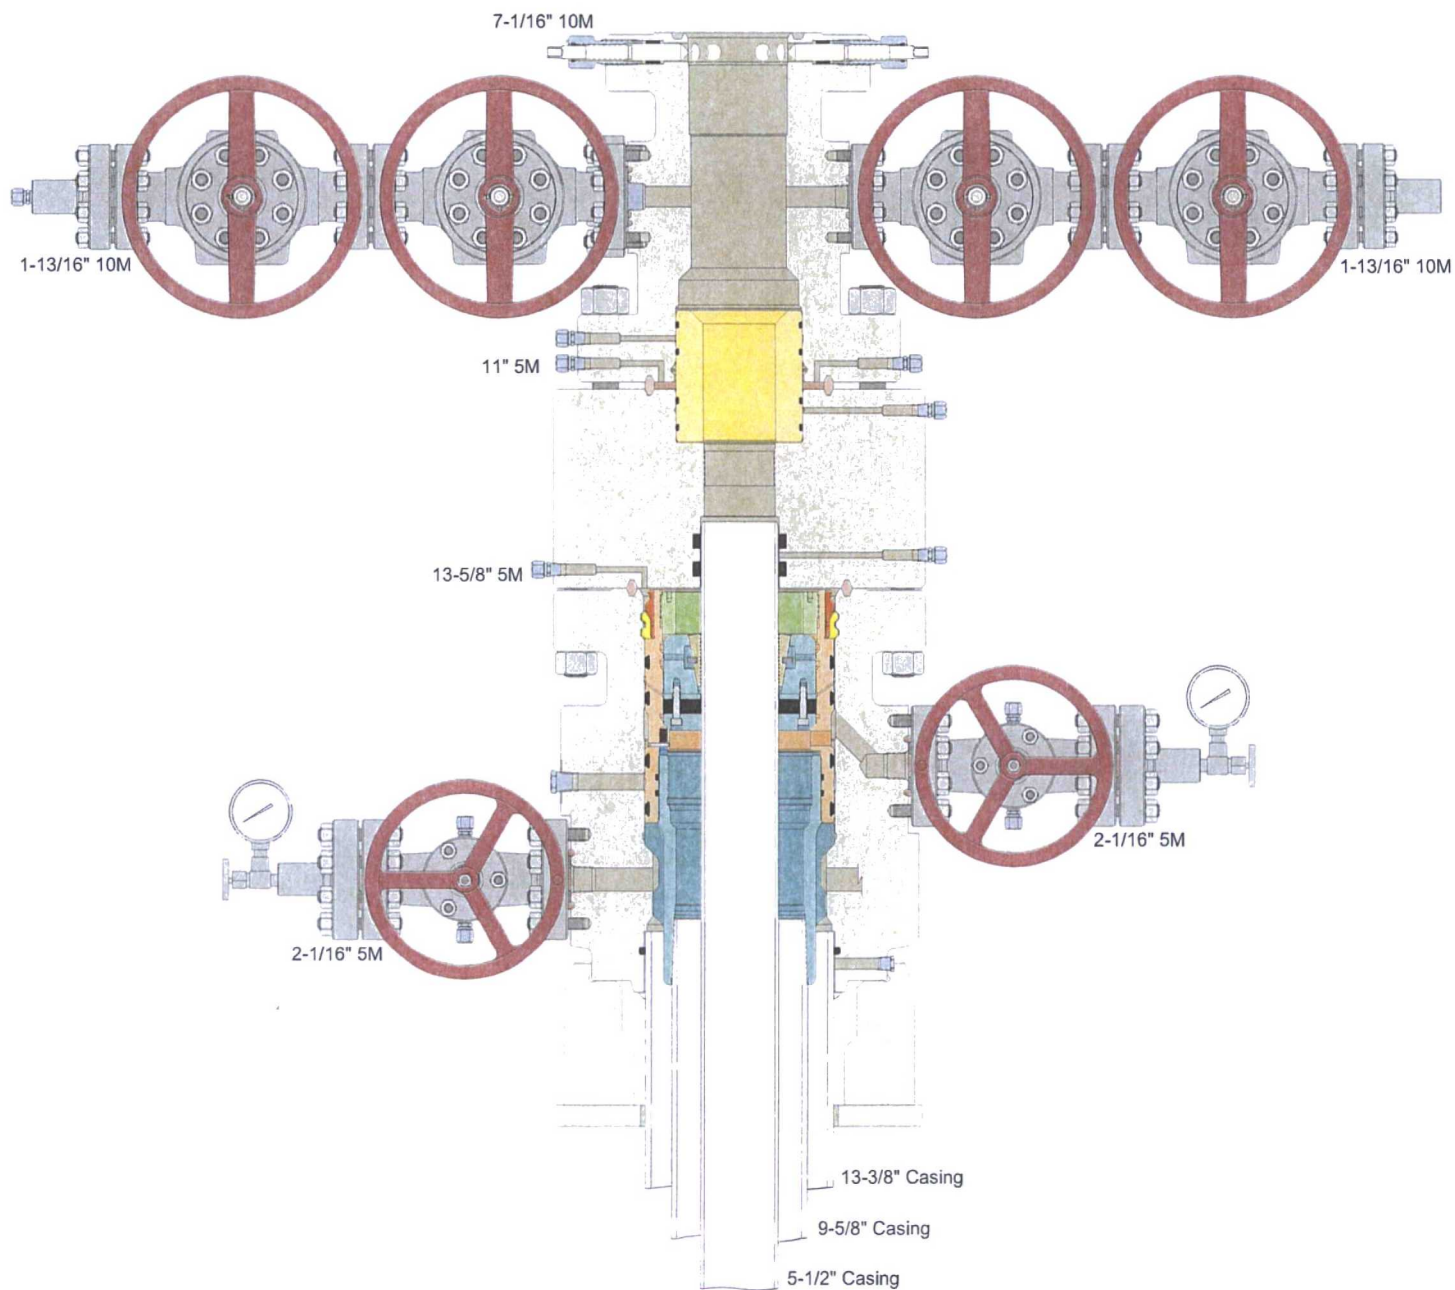 7-1/16" 10M
1-13/16" 10M
1-13/16" 10M
11" 5M
13-5/8" 5M
2-1/16" 5M
2-1/16" 5M
13-3/8" Casing
9-5/8" Casing
5-1/2" Casing